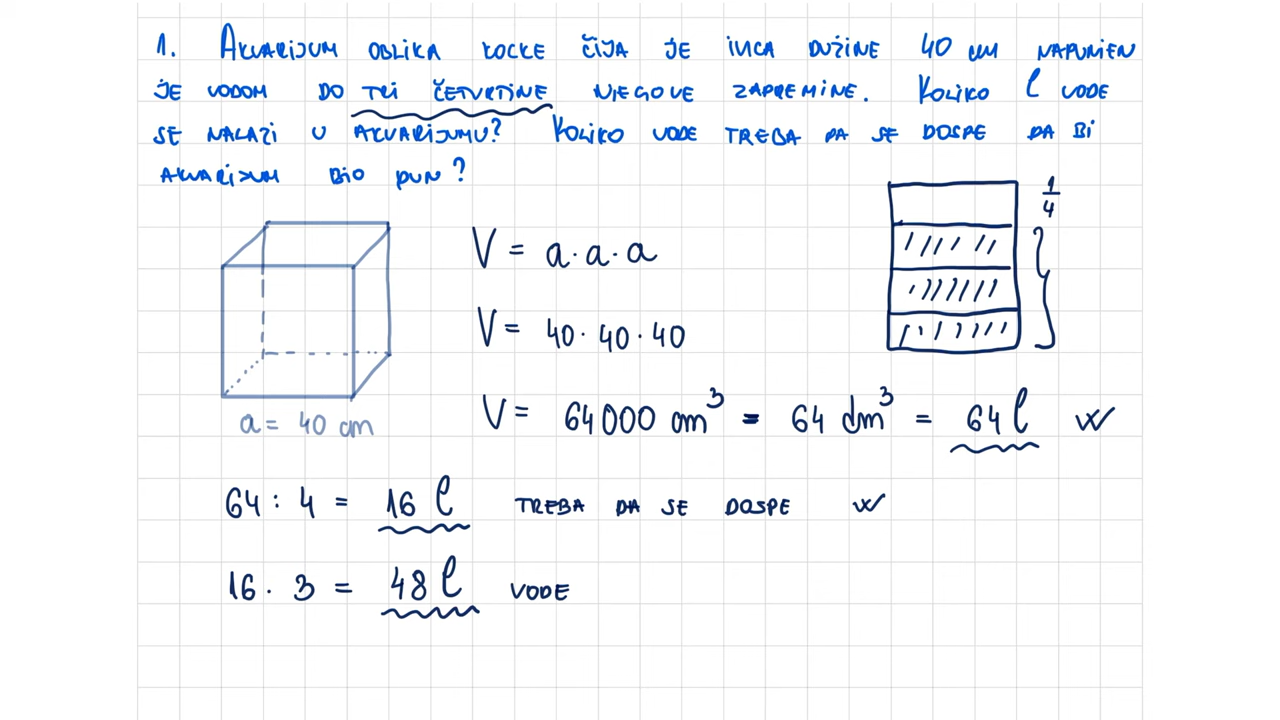 1. AKVARIJUM OBLIKA KOCKE ČIJA JE IVICA DUŽINE 40 cm NAPUNJEN
JE VODOM DO TRI ČETVRTINE NJEGOVE ZAPREMINE. KOLIKO l VODE
SE NALAZI U AKVARIJUMU? KOLIKO VODE TREBA DA SE DOSPE DA BI
AKVARIJUM BIO PUN?
1/4
V = a · a · a
V = 40 · 40 · 40
a = 40 cm
V = 64000 cm³ = 64 dm³ = 64 l
64 : 4 = 16 l TREBA DA SE DOSPE
16 · 3 = 48 l VODE